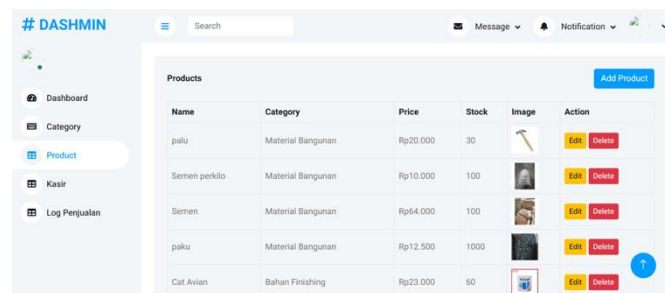 # DASHMIN
Search
Message
Notification
Dashboard
Category
Product
Kasir
Log Penjualan
Products
Add Product
Name Category Price Stock Image Action
palu Material Bangunan Rp20.000 30 Edit Delete
Semen perkilo Material Bangunan Rp10.000 100 Edit Delete
Semen Material Bangunan Rp64.000 100 Edit Delete
paku Material Bangunan Rp12.500 1000 Edit Delete
Cat Avian Bahan Finishing Rp23.000 60 Edit Delete